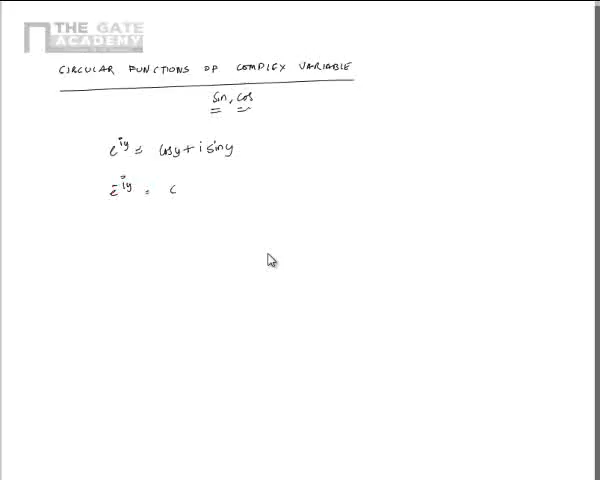 THE GATE
ACADEMY
CIRCULAR FUNCTIONS OF COMPLEX VARIABLE
sin, cos
e^{iy} = cosy + i siny
e^{-iy} = c